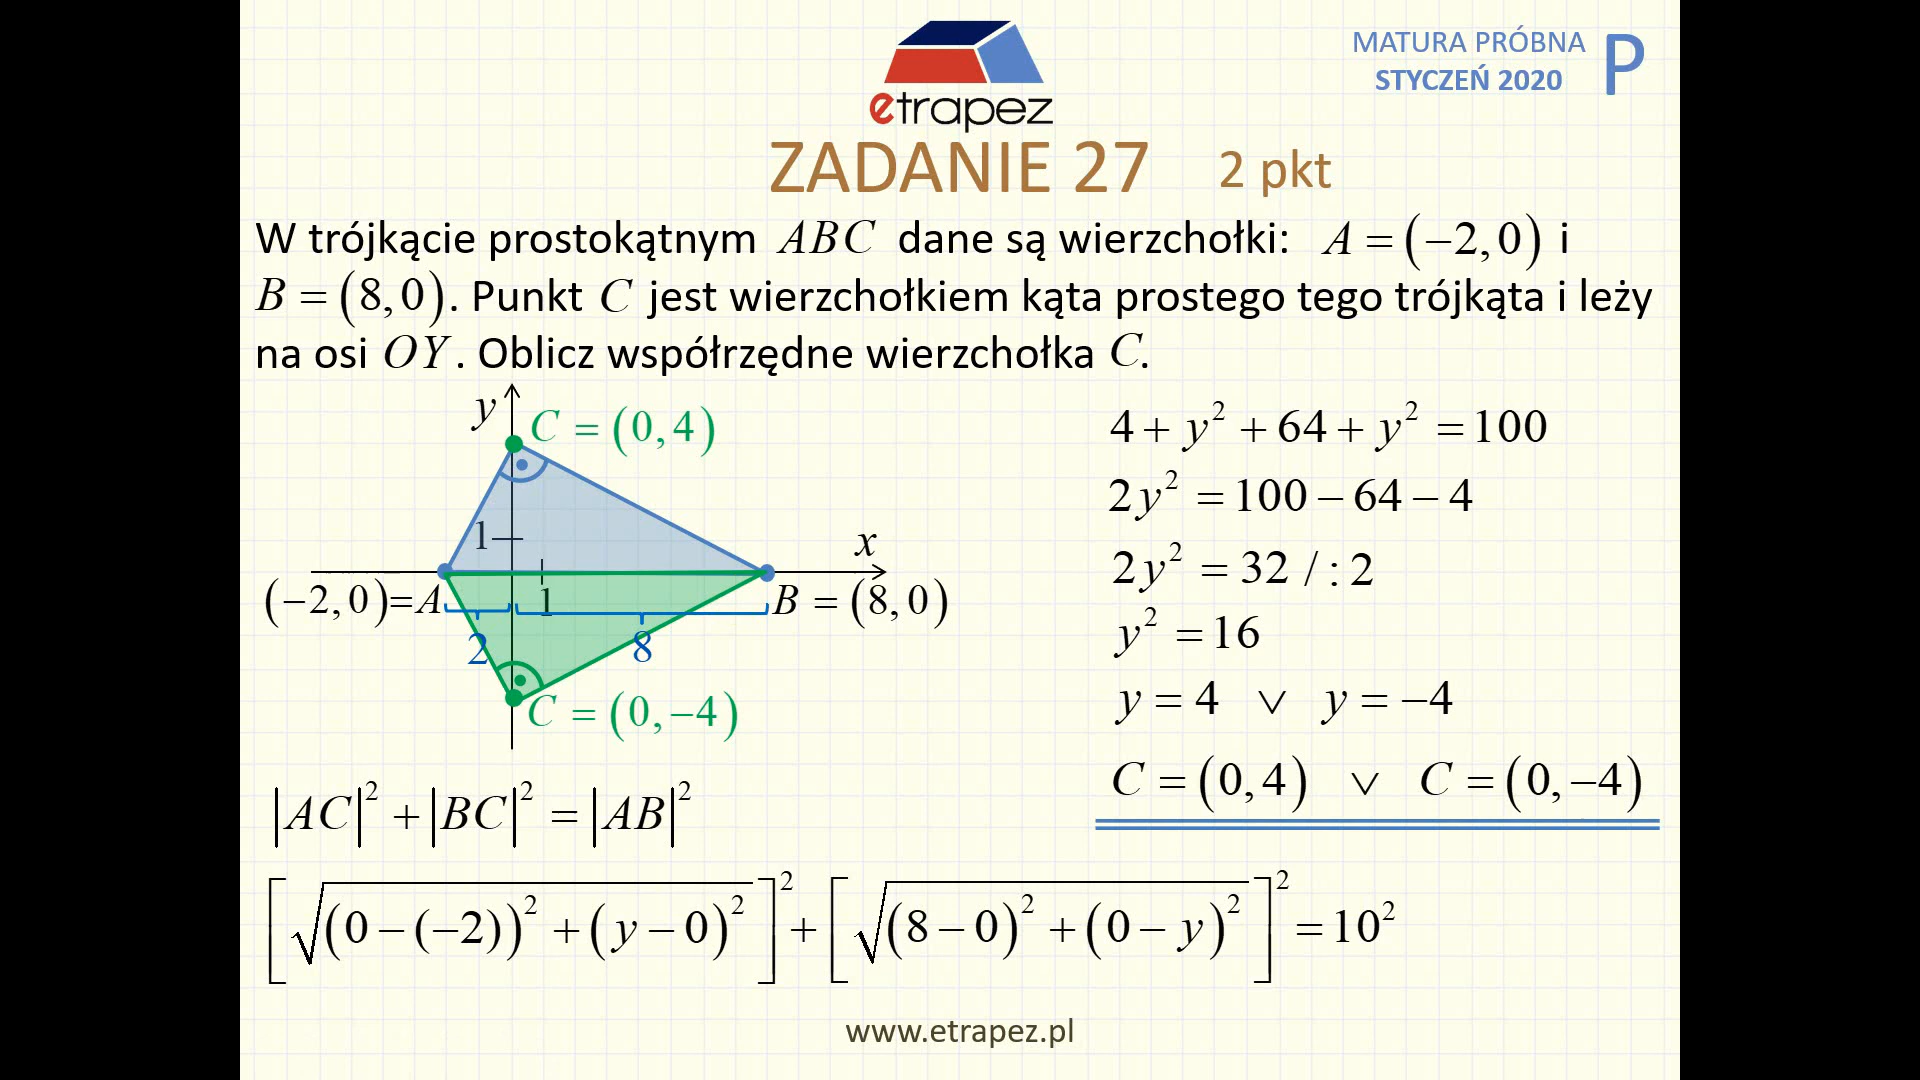 MATURA PRÓBNA
STYCZEŃ 2020
P
etrapez
ZADANIE 27 2 pkt
W trójkącie prostokątnym ABC dane są wierzchołki: A = (−2, 0) i
B = (8, 0). Punkt C jest wierzchołkiem kąta prostego tego trójkąta i leży
na osi OY. Oblicz współrzędne wierzchołka C.
y
C = (0, 4)
1
x
(−2, 0)=A
1
B = (8, 0)
2
8
C = (0, −4)
|AC|² + |BC|² = |AB|²
[√((0 − (−2))² + (y − 0)²)]² + [√((8 − 0)² + (0 − y)²)]² = 10²
4 + y² + 64 + y² = 100
2y² = 100 − 64 − 4
2y² = 32 / : 2
y² = 16
y = 4 ∨ y = −4
C = (0, 4) ∨ C = (0, −4)
www.etrapez.pl